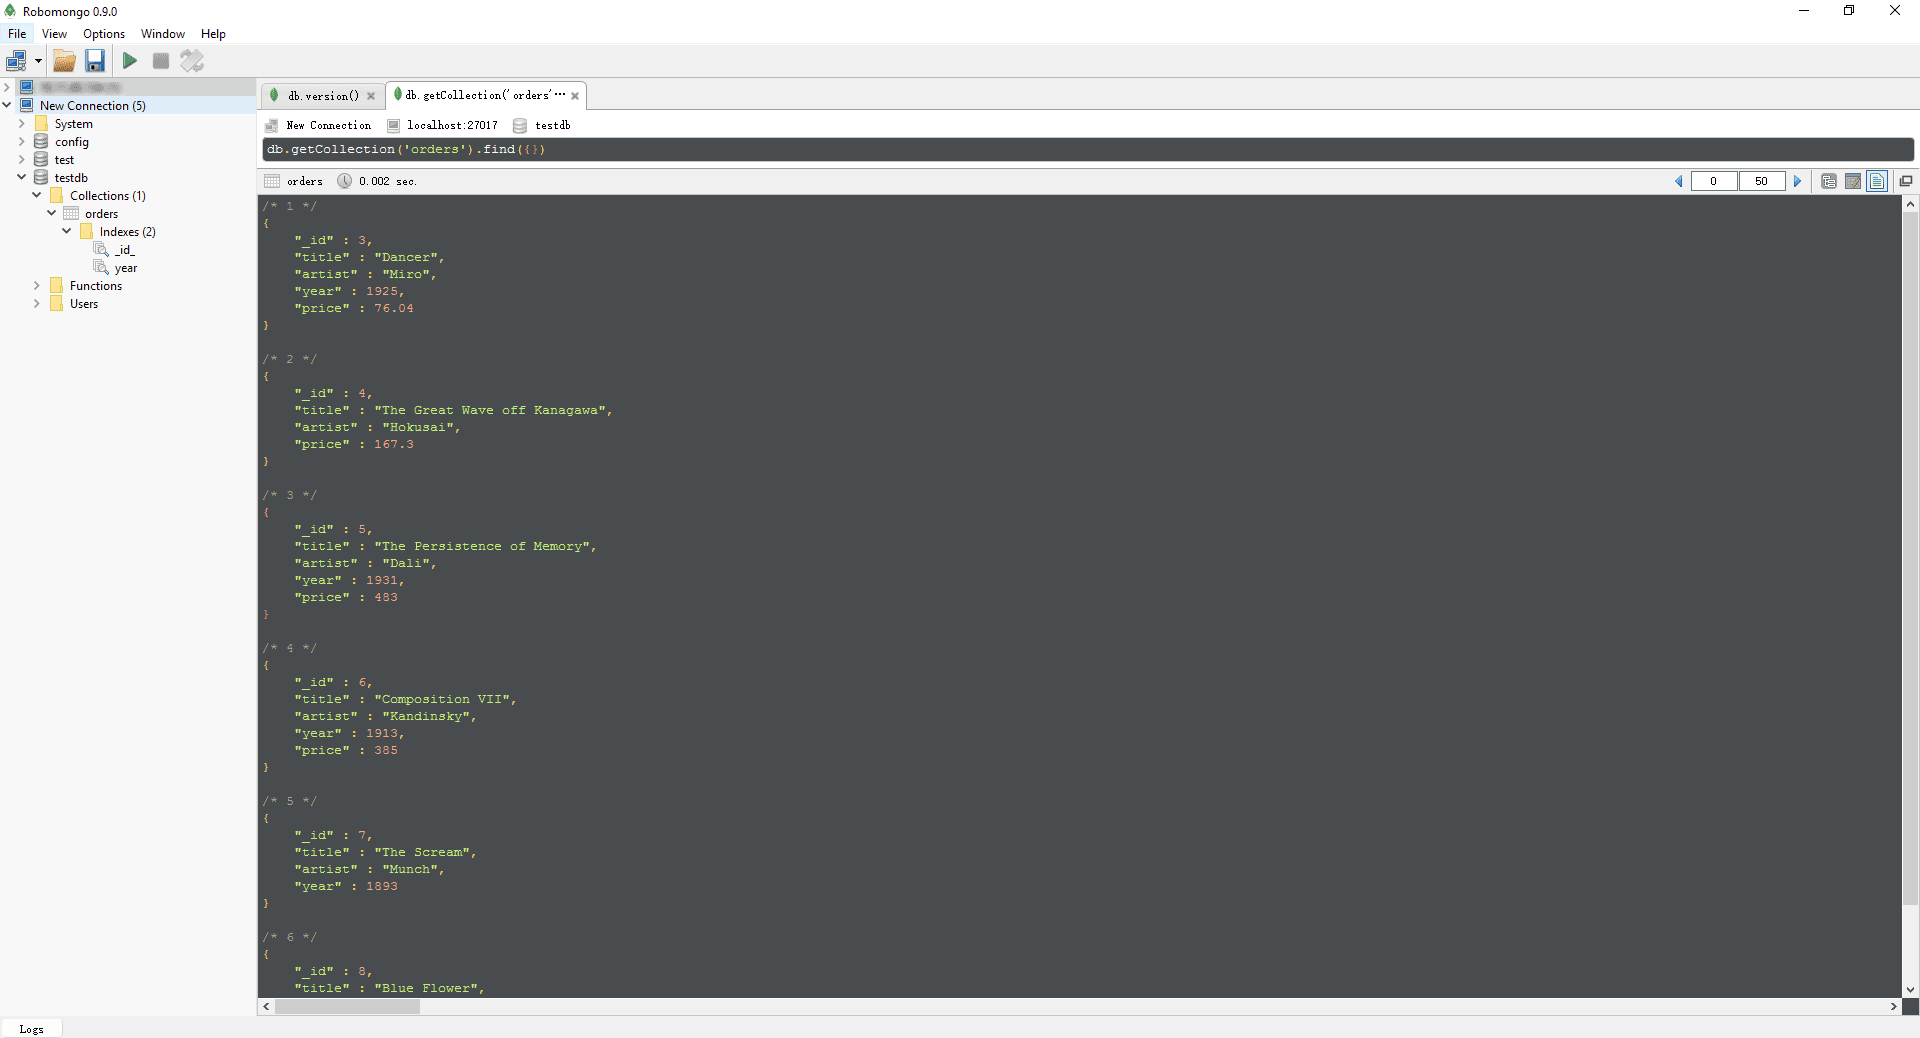 Robomongo 0.9.0
File View Options Window Help
New Connection (5)
System
config
test
testdb
Collections (1)
orders
Indexes (2)
_id_
year
Functions
Users
db.version() db.getCollection('orders'···
New Connection localhost:27017 testdb
db.getCollection('orders').find({})
orders 0.002 sec. 0 50
/* 1 */
{
"_id" : 3,
"title" : "Dancer",
"artist" : "Miro",
"year" : 1925,
"price" : 76.04
}
/* 2 */
{
"_id" : 4,
"title" : "The Great Wave off Kanagawa",
"artist" : "Hokusai",
"price" : 167.3
}
/* 3 */
{
"_id" : 5,
"title" : "The Persistence of Memory",
"artist" : "Dali",
"year" : 1931,
"price" : 483
}
/* 4 */
{
"_id" : 6,
"title" : "Composition VII",
"artist" : "Kandinsky",
"year" : 1913,
"price" : 385
}
/* 5 */
{
"_id" : 7,
"title" : "The Scream",
"artist" : "Munch",
"year" : 1893
}
/* 6 */
{
"_id" : 8,
"title" : "Blue Flower",
Logs